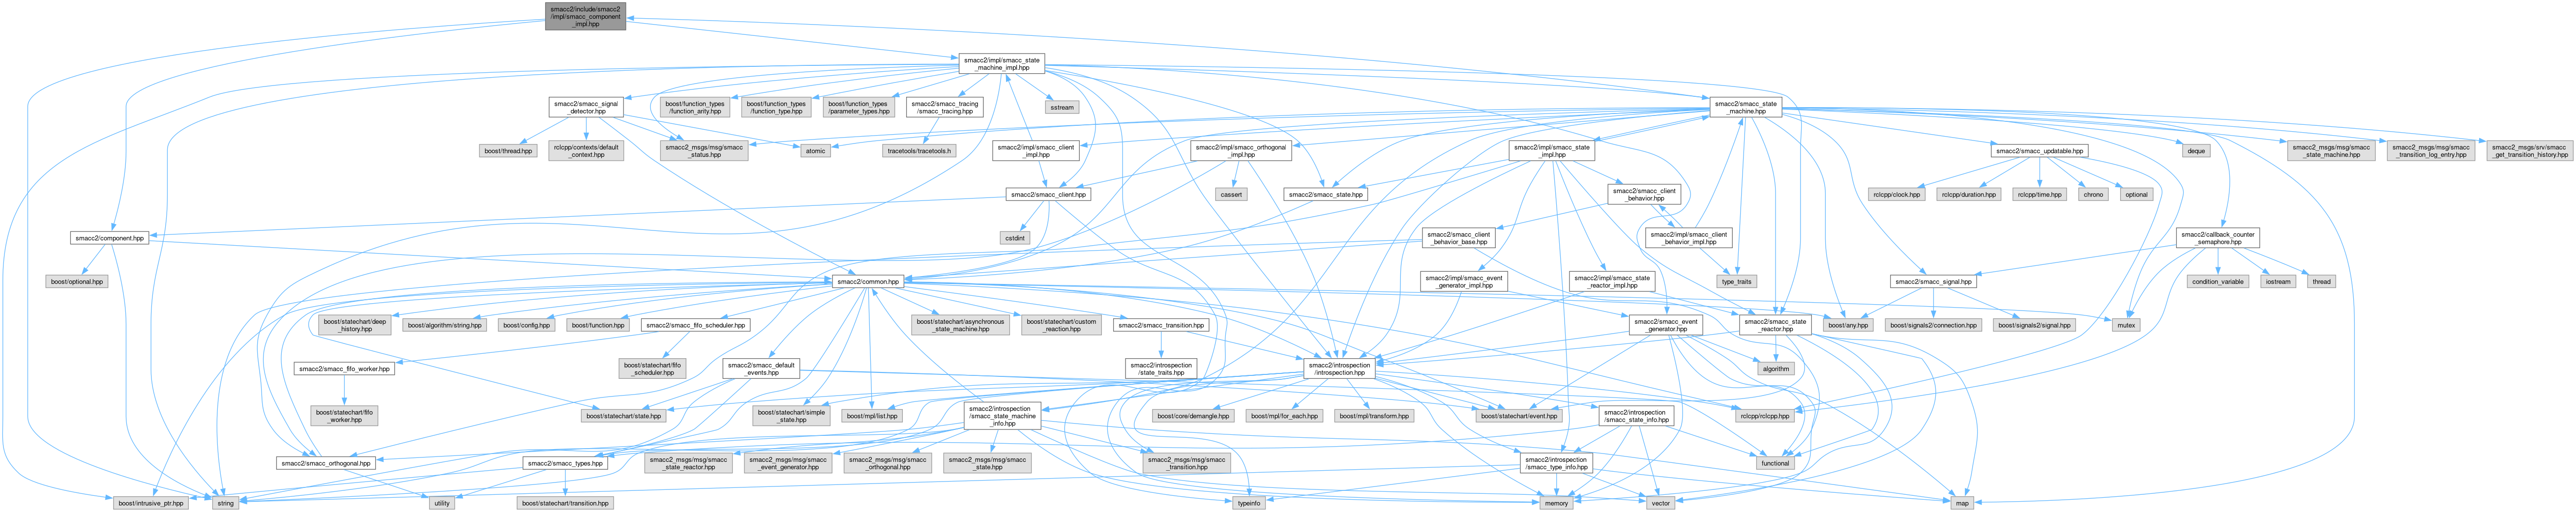 smacc2/include/smacc2
/impl/smacc_component
_impl.hpp
smacc2/impl/smacc_state
_machine_impl.hpp
smacc2/smacc_signal
_detector.hpp
boost/function_types
/function_arity.hpp
boost/function_types
/function_type.hpp
boost/function_types
/parameter_types.hpp
smacc2/smacc_tracing
/smacc_tracing.hpp
sstream
smacc2/smacc_state
_machine.hpp
boost/thread.hpp
rclcpp/contexts/default
_context.hpp
smacc2_msgs/msg/smacc
_status.hpp
atomic
tracetools/tracetools.h
smacc2/impl/smacc_client
_impl.hpp
smacc2/impl/smacc_orthogonal
_impl.hpp
smacc2/impl/smacc_state
_impl.hpp
smacc2/smacc_updatable.hpp
deque
smacc2_msgs/msg/smacc
_state_machine.hpp
smacc2_msgs/msg/smacc
_transition_log_entry.hpp
smacc2_msgs/srv/smacc
_get_transition_history.hpp
smacc2/smacc_client.hpp
cassert
smacc2/smacc_state.hpp
smacc2/smacc_client
_behavior.hpp
rclcpp/clock.hpp
rclcpp/duration.hpp
rclcpp/time.hpp
chrono
optional
smacc2/component.hpp
cstdint
smacc2/smacc_client
_behavior_base.hpp
smacc2/impl/smacc_client
_behavior_impl.hpp
smacc2/callback_counter
_semaphore.hpp
boost/optional.hpp
smacc2/common.hpp
smacc2/impl/smacc_event
_generator_impl.hpp
smacc2/impl/smacc_state
_reactor_impl.hpp
type_traits
smacc2/smacc_signal.hpp
condition_variable
iostream
thread
boost/statechart/deep
_history.hpp
boost/algorithm/string.hpp
boost/config.hpp
boost/function.hpp
smacc2/smacc_fifo_scheduler.hpp
boost/statechart/asynchronous
_state_machine.hpp
boost/statechart/custom
_reaction.hpp
smacc2/smacc_transition.hpp
smacc2/smacc_event
_generator.hpp
smacc2/smacc_state
_reactor.hpp
boost/any.hpp
boost/signals2/connection.hpp
boost/signals2/signal.hpp
mutex
smacc2/smacc_fifo_worker.hpp
boost/statechart/fifo
_scheduler.hpp
smacc2/smacc_default
_events.hpp
smacc2/introspection
/state_traits.hpp
smacc2/introspection
/introspection.hpp
algorithm
boost/statechart/fifo
_worker.hpp
boost/statechart/state.hpp
boost/statechart/simple
_state.hpp
boost/mpl/list.hpp
smacc2/introspection
/smacc_state_machine
_info.hpp
boost/core/demangle.hpp
boost/mpl/for_each.hpp
boost/mpl/transform.hpp
boost/statechart/event.hpp
smacc2/introspection
/smacc_state_info.hpp
rclcpp/rclcpp.hpp
smacc2/smacc_orthogonal.hpp
smacc2/smacc_types.hpp
smacc2_msgs/msg/smacc
_state_reactor.hpp
smacc2_msgs/msg/smacc
_event_generator.hpp
smacc2_msgs/msg/smacc
_orthogonal.hpp
smacc2_msgs/msg/smacc
_state.hpp
smacc2_msgs/msg/smacc
_transition.hpp
smacc2/introspection
/smacc_type_info.hpp
functional
boost/intrusive_ptr.hpp
string
utility
boost/statechart/transition.hpp
typeinfo
memory
vector
map